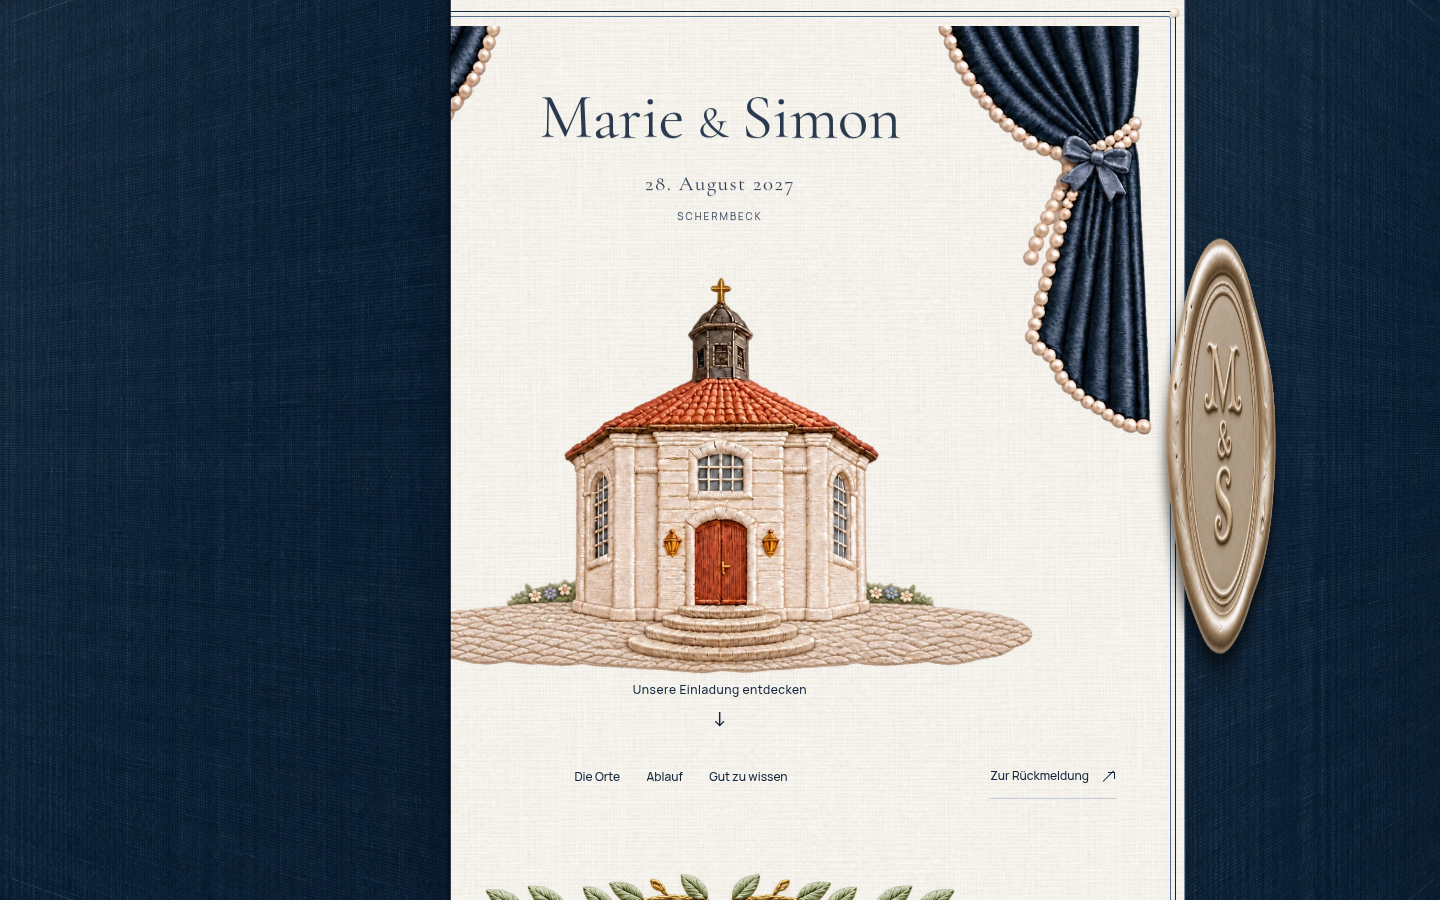 Marie & Simon
28. August 2027
SCHERMBECK
Unsere Einladung entdecken
Die Orte Ablauf Gut zu wissen Zur Rückmeldung
M
&
S